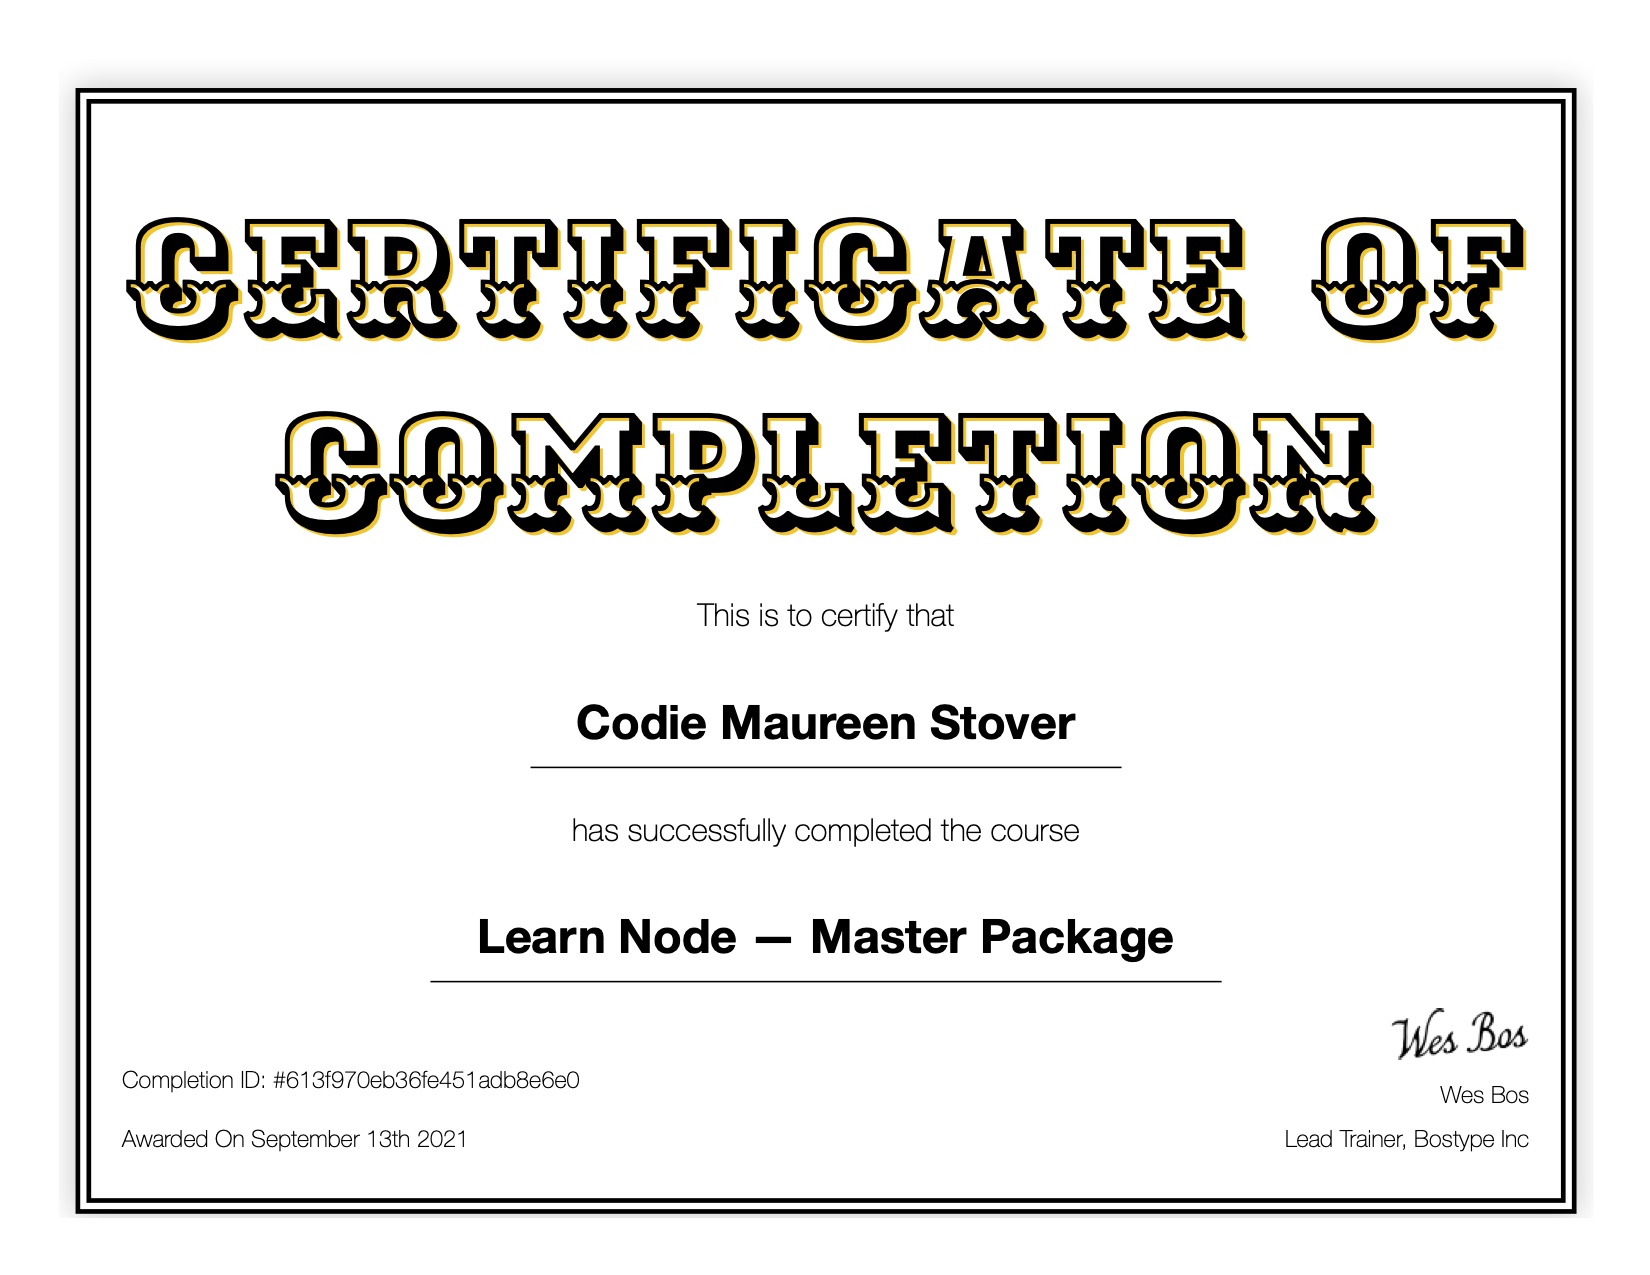 CERTIFICATE OF
COMPLETION
This is to certify that
Codie Maureen Stover
has successfully completed the course
Learn Node — Master Package
Wes Bos
Completion ID: #613f970eb36fe451adb8e6e0
Wes Bos
Awarded On September 13th 2021
Lead Trainer, Bostype Inc